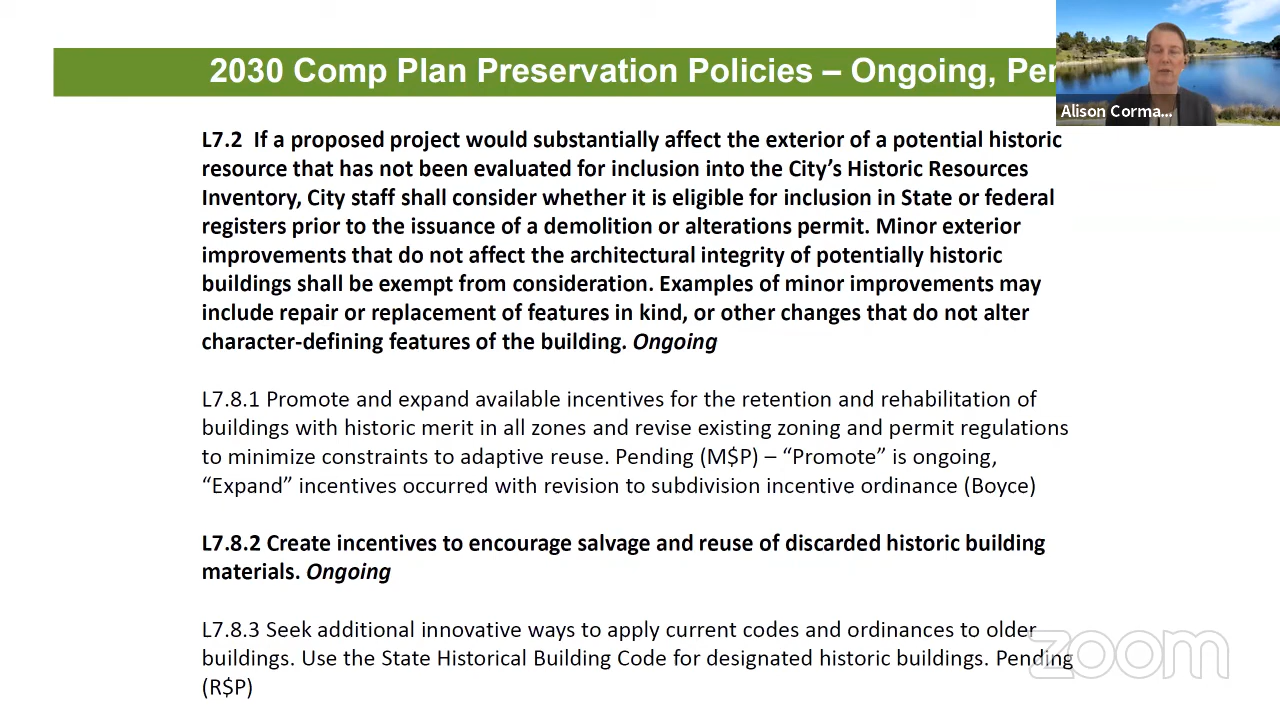 2030 Comp Plan Preservation Policies – Ongoing, Per
Alison Corma...
L7.2 If a proposed project would substantially affect the exterior of a potential historic
resource that has not been evaluated for inclusion into the City’s Historic Resources
Inventory, City staff shall consider whether it is eligible for inclusion in State or federal
registers prior to the issuance of a demolition or alterations permit. Minor exterior
improvements that do not affect the architectural integrity of potentially historic
buildings shall be exempt from consideration. Examples of minor improvements may
include repair or replacement of features in kind, or other changes that do not alter
character-defining features of the building. Ongoing
L7.8.1 Promote and expand available incentives for the retention and rehabilitation of
buildings with historic merit in all zones and revise existing zoning and permit regulations
to minimize constraints to adaptive reuse. Pending (M$P) – “Promote” is ongoing,
“Expand” incentives occurred with revision to subdivision incentive ordinance (Boyce)
L7.8.2 Create incentives to encourage salvage and reuse of discarded historic building
materials. Ongoing
L7.8.3 Seek additional innovative ways to apply current codes and ordinances to older
buildings. Use the State Historical Building Code for designated historic buildings. Pending
(R$P)
zoom